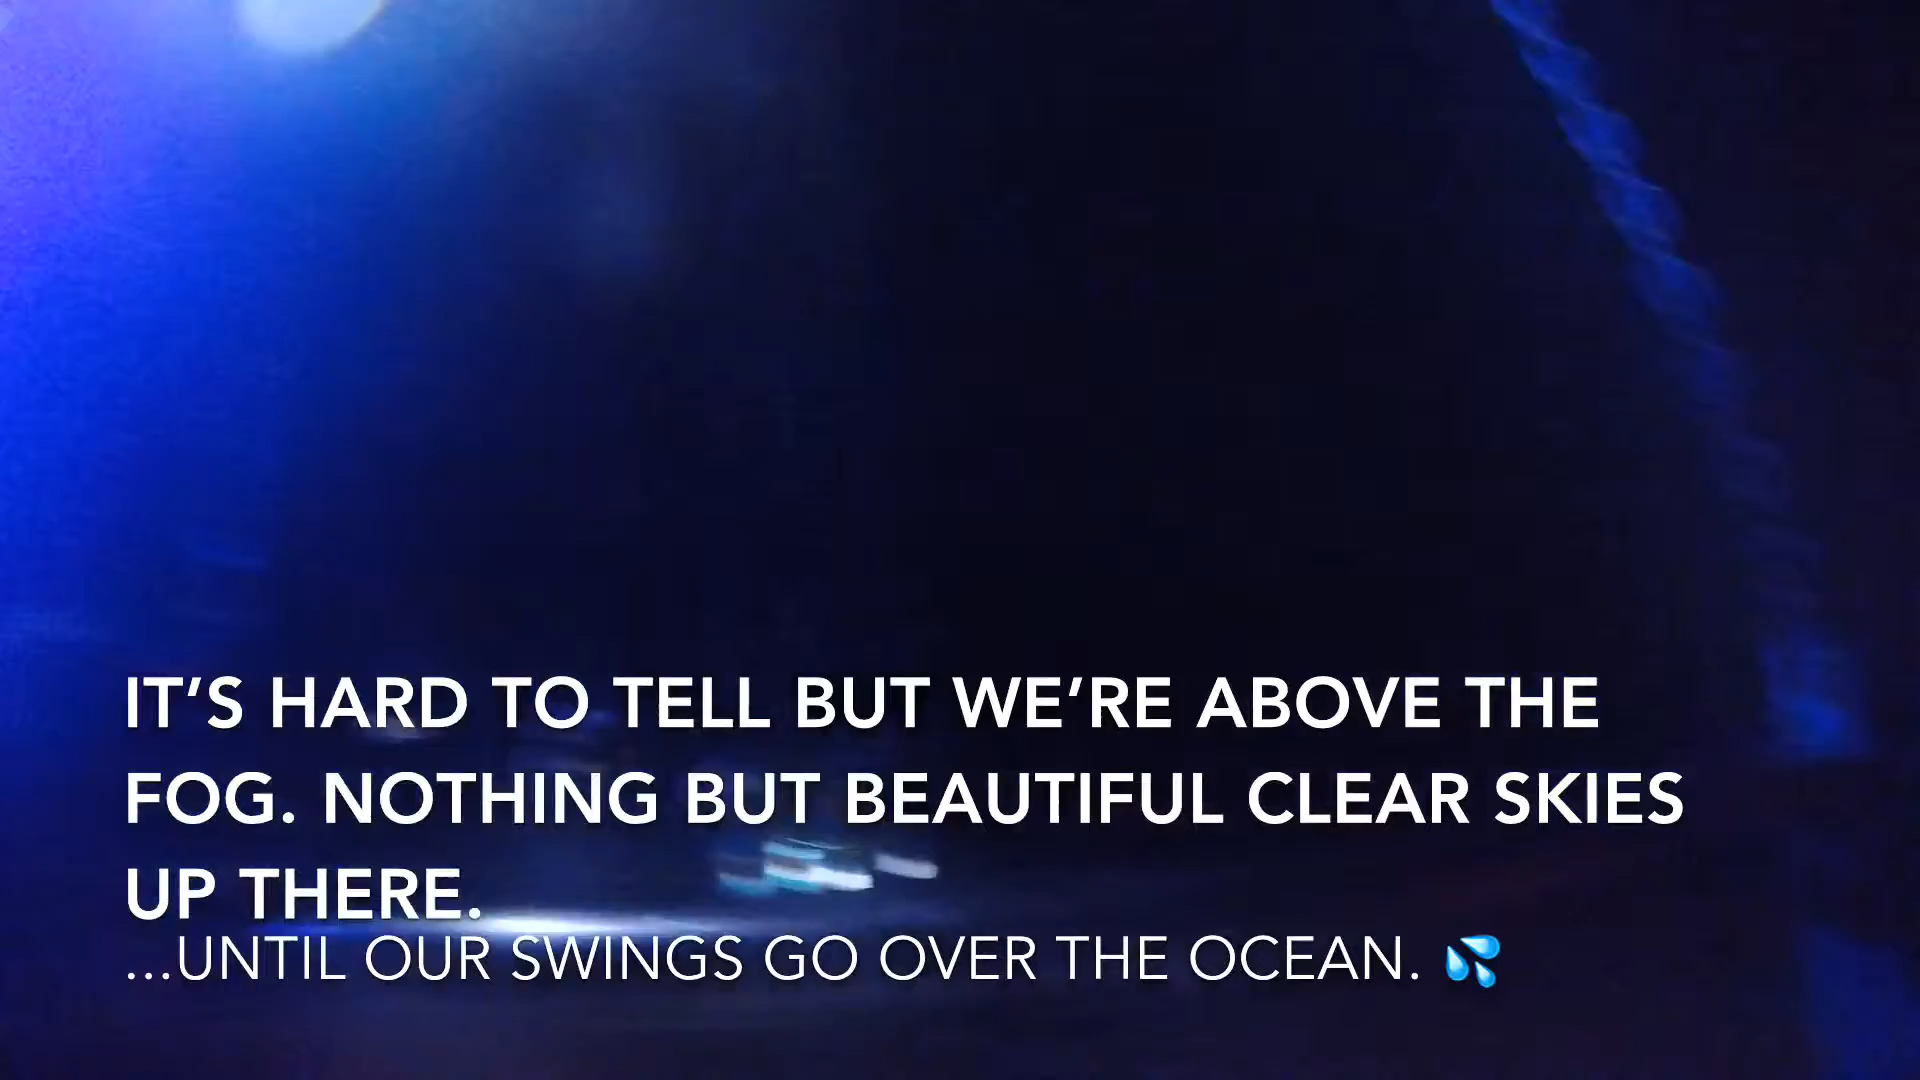 IT’S HARD TO TELL BUT WE’RE ABOVE THE
FOG. NOTHING BUT BEAUTIFUL CLEAR SKIES
UP THERE.
...UNTIL OUR SWINGS GO OVER THE OCEAN. 💦